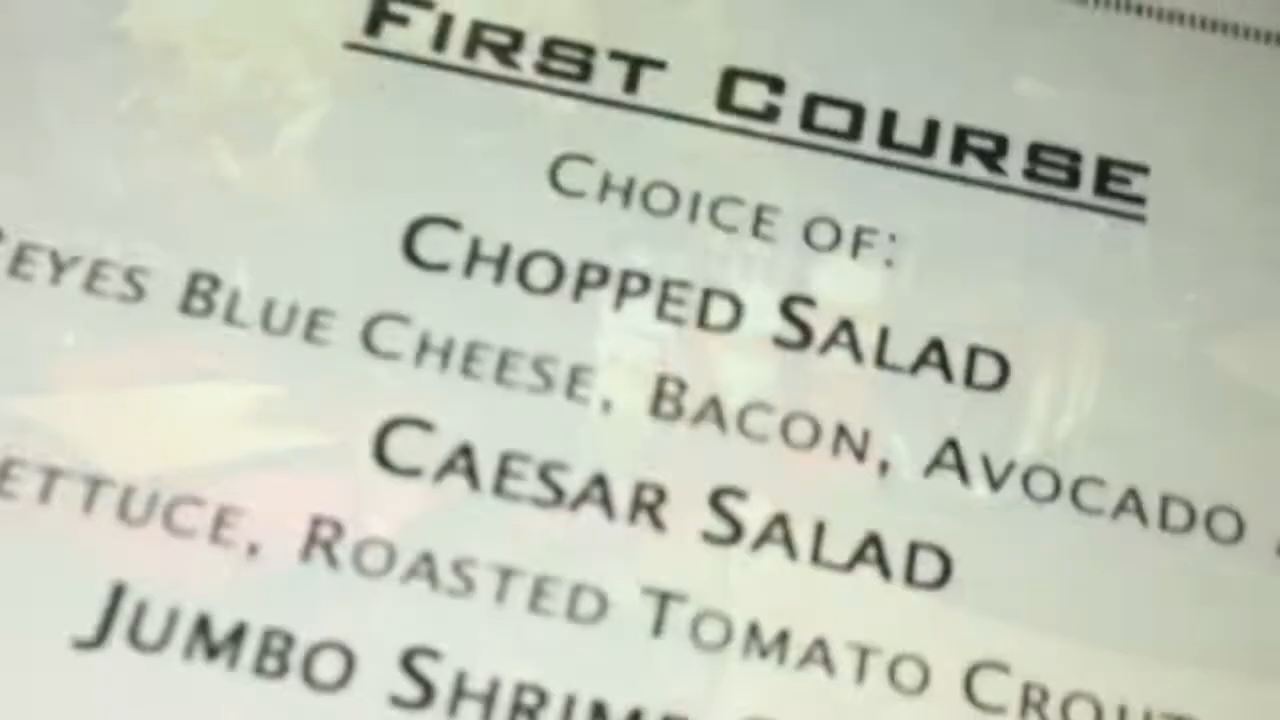 FIRST COURSE
CHOICE OF:
CHOPPED SALAD
BLUE CHEESE, BACON, AVOCADO
CAESAR SALAD
ROASTED TOMATO
JUMBO